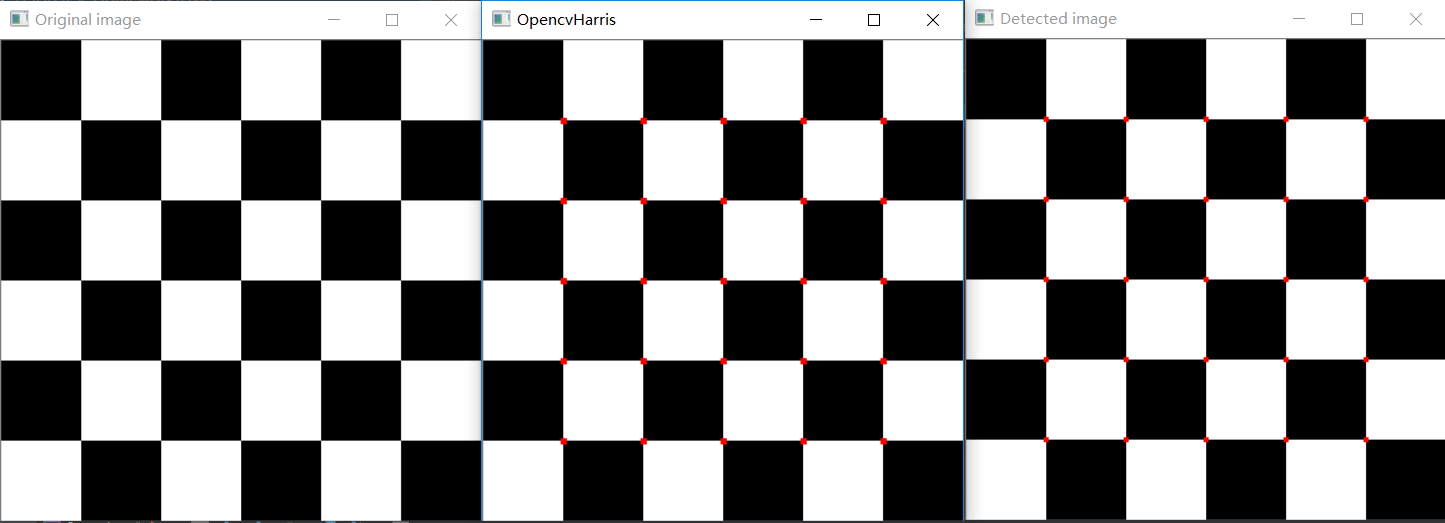 Original image
OpencvHarris
Detected image